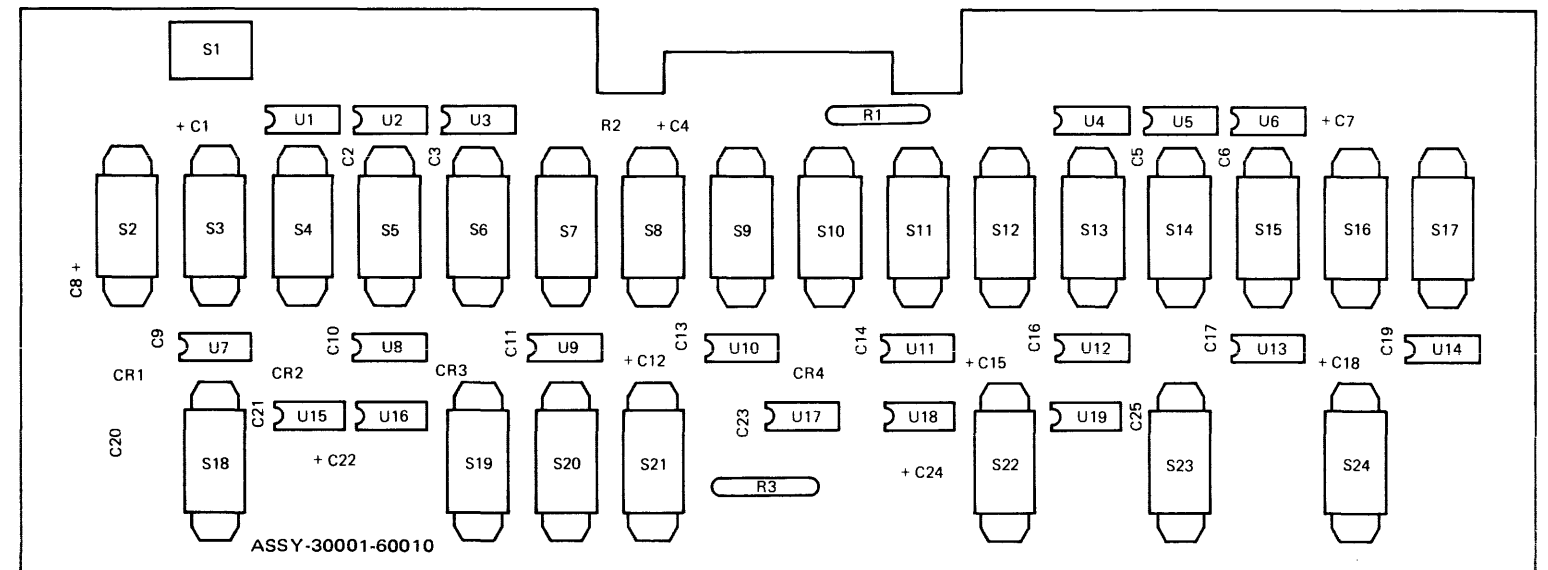 S1
+ C1
U1
U2
U3
R2
+ C4
R1
U4
U5
U6
+ C7
C2
C3
C5
C6
S2
S3
S4
S5
S6
S7
S8
S9
S10
S11
S12
S13
S14
S15
S16
S17
C8 +
C9
U7
C10
U8
C11
U9
+ C12
C13
U10
C14
U11
+ C15
C16
U12
C17
U13
+ C18
C19
U14
CR1
CR2
CR3
CR4
C20
C21
U15
U16
C23
U17
U18
U19
C25
S18
+ C22
S19
S20
S21
R3
+ C24
S22
S23
S24
ASSY-30001-60010